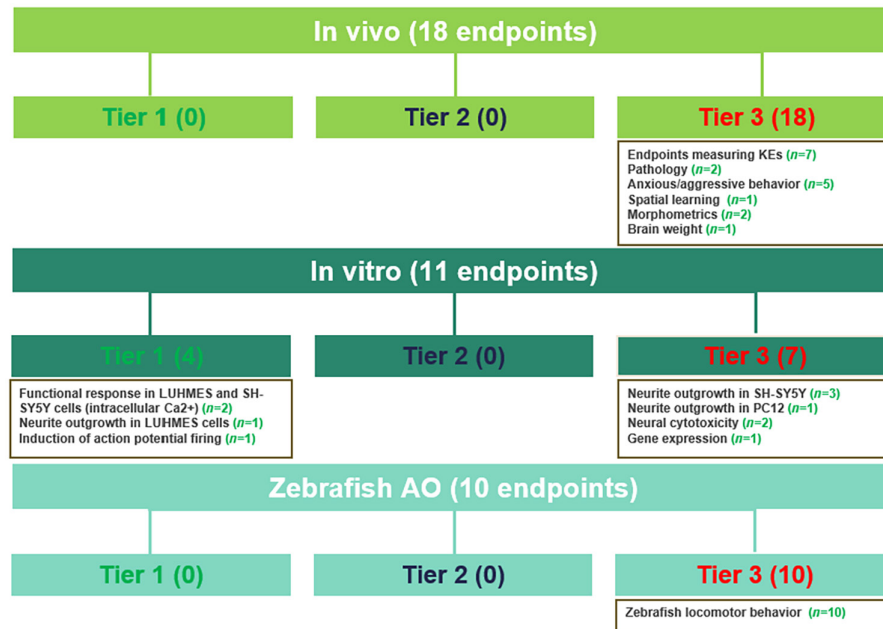 In vivo (18 endpoints)
Tier 1 (0)
Tier 2 (0)
Tier 3 (18)
Endpoints measuring KEs (n=7)
Pathology (n=2)
Anxious/aggressive behavior (n=5)
Spatial learning (n=1)
Morphometrics (n=2)
Brain weight (n=1)
In vitro (11 endpoints)
Tier 1 (4)
Tier 2 (0)
Tier 3 (7)
Functional response in LUHMES and SH-
SY5Y cells (intracellular Ca2+) (n=2)
Neurite outgrowth in LUHMES cells (n=1)
Induction of action potential firing (n=1)
Neurite outgrowth in SH-SY5Y (n=3)
Neurite outgrowth in PC12 (n=1)
Neural cytotoxicity (n=2)
Gene expression (n=1)
Zebrafish AO (10 endpoints)
Tier 1 (0)
Tier 2 (0)
Tier 3 (10)
Zebrafish locomotor behavior (n=10)